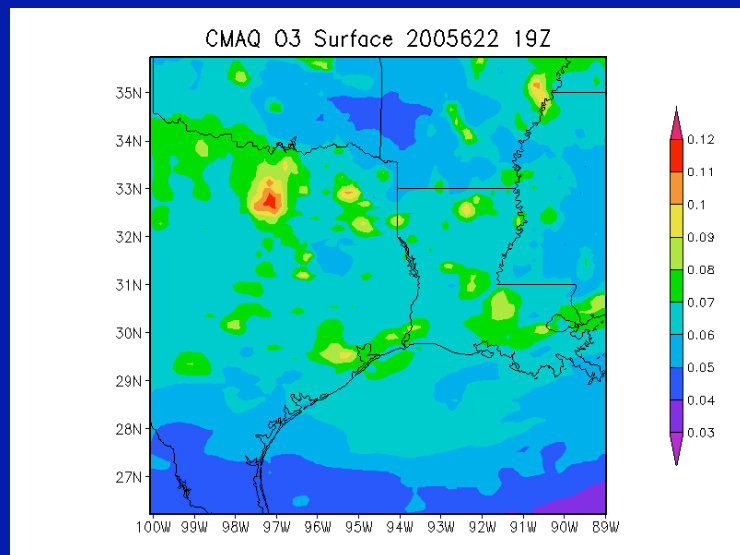 CMAQ O3 Surface 2005622 19Z
35N
34N
33N
32N
31N
30N
29N
28N
27N
100W 99W 98W 97W 96W 95W 94W 93W 92W 91W 90W 89W
0.12
0.11
0.1
0.09
0.08
0.07
0.06
0.05
0.04
0.03